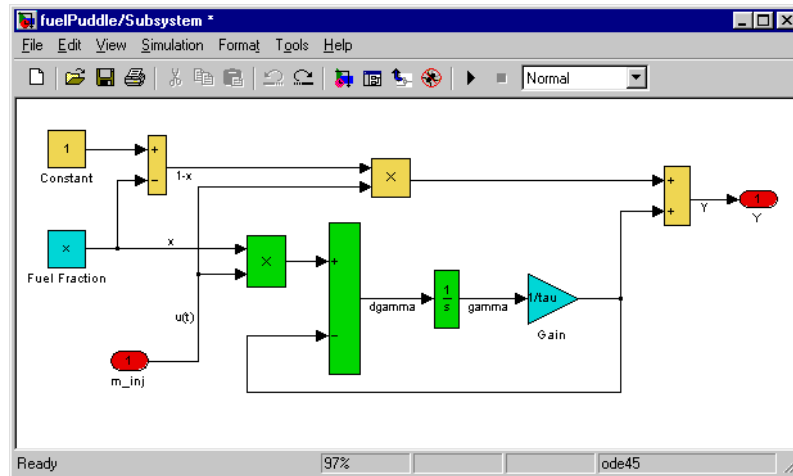 fuelPuddle/Subsystem *
File Edit View Simulation Format Tools Help
Normal
1
Constant
+
−
1-x
×
+
+
Y
1
Y
x
Fuel Fraction
x
×
u(t)
+
−
dgamma
1
s
gamma
1/tau
Gain
1
m_inj
Ready 97% ode45